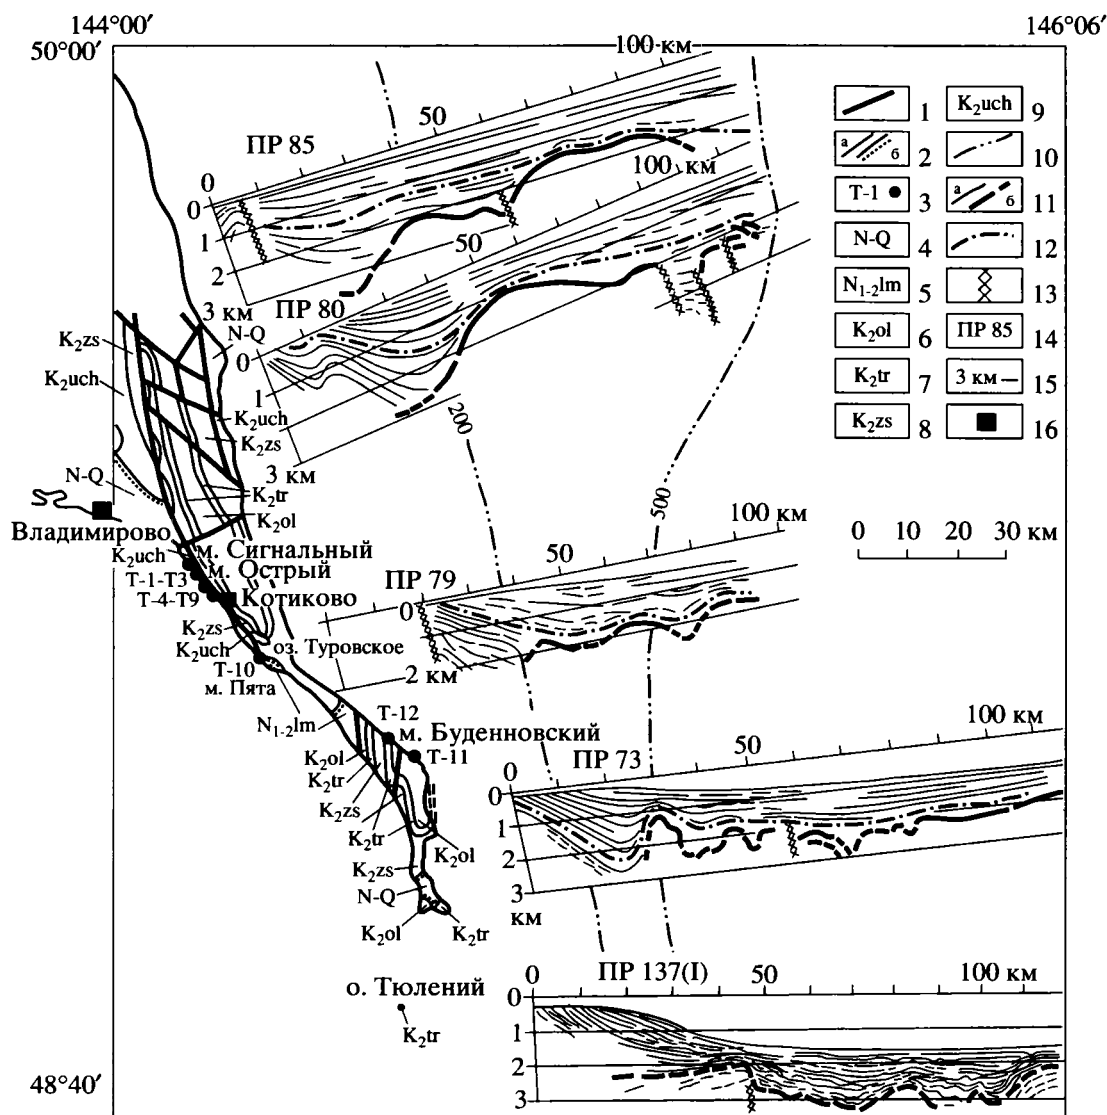 144°00′
146°06′
50°00′
100 км
50
ПР 85
0
0
1
2
3 км
100 км
50
ПР 80
0
0
1
3 км
а
б
T-1
N-Q
N₁₋₂lm
K₂ol
K₂tr
K₂zs
1
2
3
4
5
6
7
8
K₂uch
а
б
ПР 85
3 км
9
10
11
12
13
14
15
16
0 10 20 30 км
N-Q
K₂zs
K₂uch
K₂uch
K₂zs
N-Q
K₂tr
K₂ol
Владимирово
K₂uch
м. Сигнальный
м. Острый
T-1-T3
T-4-T9
Котиково
K₂zs
K₂uch
оз. Туровское
T-10
м. Пята
N₁₋₂lm
T-12
м. Буденновский
T-11
K₂ol
K₂tr
K₂zs
K₂tr
K₂ol
K₂zs
N-Q
K₂ol
K₂tr
о. Тюлений
K₂tr
200
500
100 км
50
ПР 79
0
2 км
100 км
50
ПР 73
0
0
1
2
3
км
0 ПР 137(I) 50 100 км
0
1
2
3
48°40′